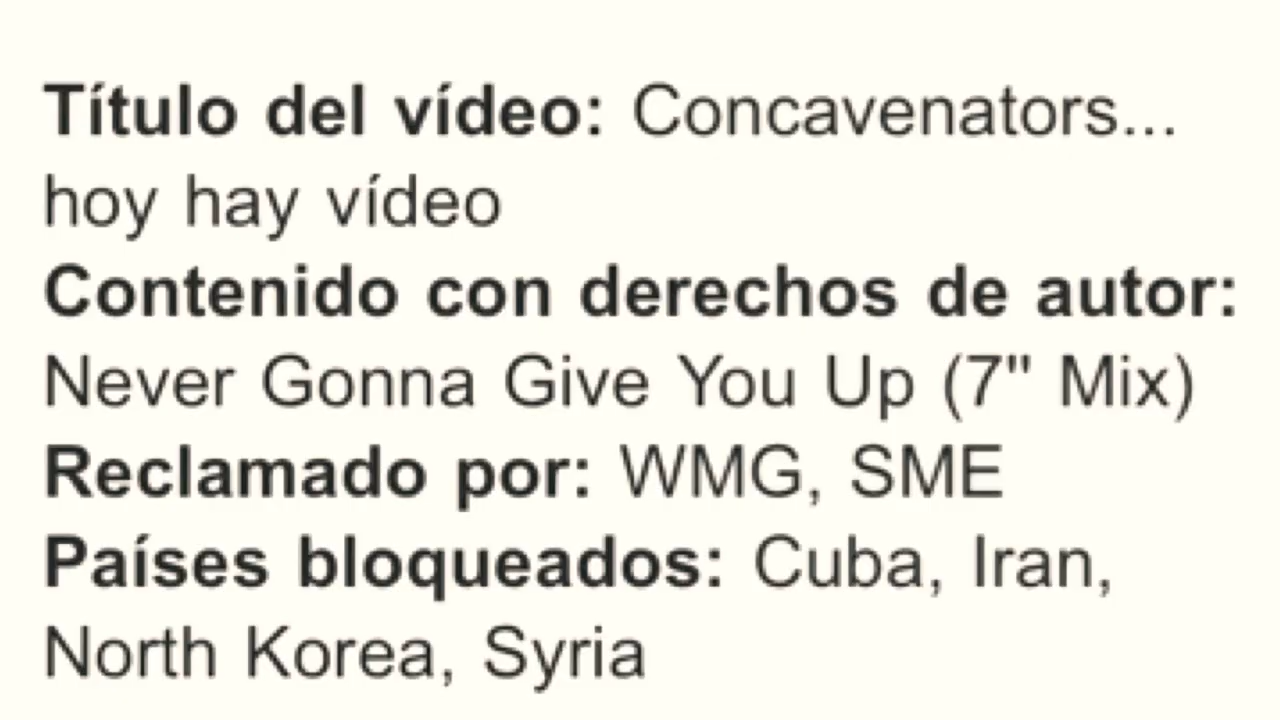 Título del vídeo: Concavenators...
hoy hay vídeo
Contenido con derechos de autor:
Never Gonna Give You Up (7" Mix)
Reclamado por: WMG, SME
Países bloqueados: Cuba, Iran,
North Korea, Syria